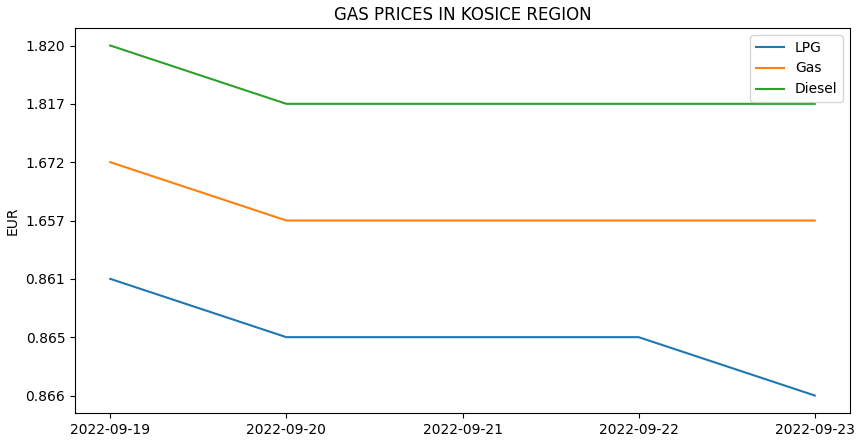 GAS PRICES IN KOSICE REGION
LPG
Gas
Diesel
1.820
1.817
1.672
1.657
0.861
0.865
0.866
EUR
2022-09-19 2022-09-20 2022-09-21 2022-09-22 2022-09-23